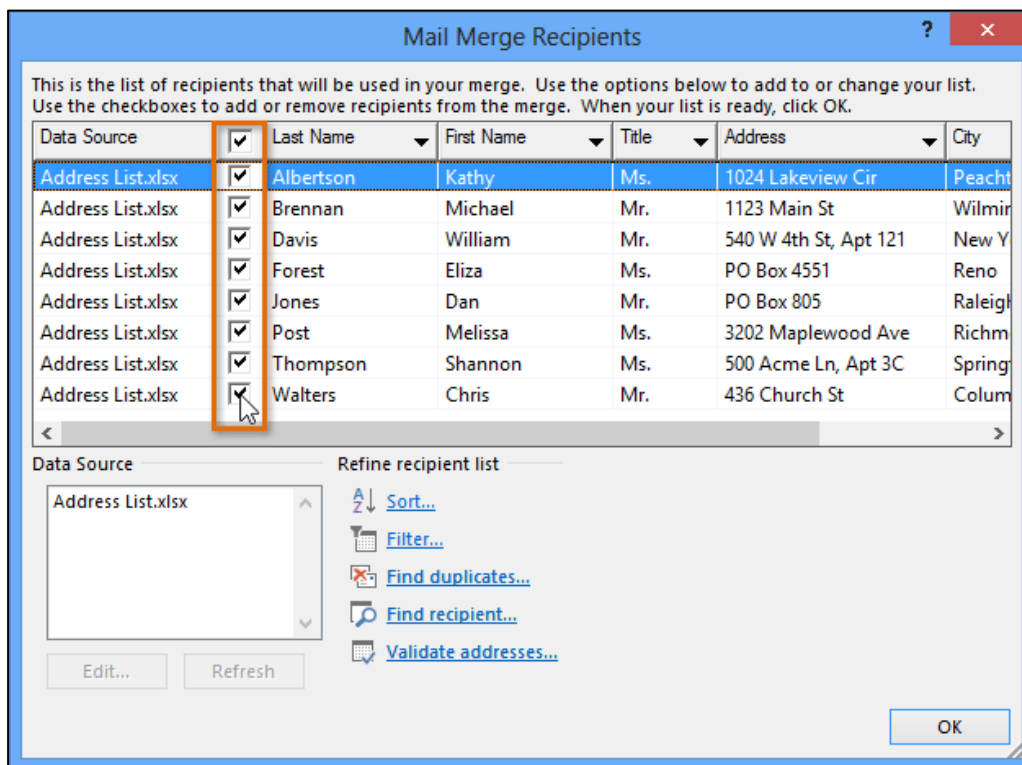 Mail Merge Recipients
?
This is the list of recipients that will be used in your merge. Use the options below to add to or change your list.
Use the checkboxes to add or remove recipients from the merge. When your list is ready, click OK.
Data Source Last Name First Name Title Address City
Address List.xlsx Albertson Kathy Ms. 1024 Lakeview Cir Peacht
Address List.xlsx Brennan Michael Mr. 1123 Main St Wilmin
Address List.xlsx Davis William Mr. 540 W 4th St, Apt 121 New Y
Address List.xlsx Forest Eliza Ms. PO Box 4551 Reno
Address List.xlsx Jones Dan Mr. PO Box 805 Raleigh
Address List.xlsx Post Melissa Ms. 3202 Maplewood Ave Richm
Address List.xlsx Thompson Shannon Ms. 500 Acme Ln, Apt 3C Spring
Address List.xlsx Walters Chris Mr. 436 Church St Colum
Data Source
Address List.xlsx
Edit...
Refresh
Refine recipient list
Sort...
Filter...
Find duplicates...
Find recipient...
Validate addresses...
OK